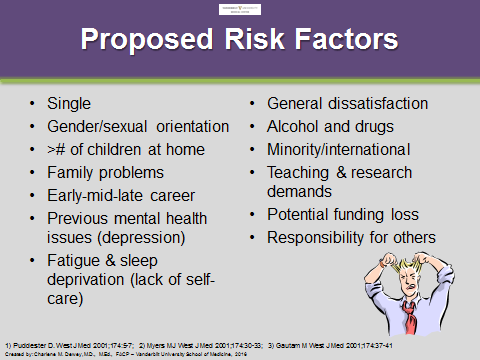 VANDERBILT UNIVERSITY
Proposed Risk Factors
• Single
• Gender/sexual orientation
• ># of children at home
• Family problems
• Early-mid-late career
• Previous mental health
issues (depression)
• Fatigue & sleep
deprivation (lack of self-
care)
• General dissatisfaction
• Alcohol and drugs
• Minority/international
• Teaching & research
demands
• Potential funding loss
• Responsibility for others
1) Puddester D. West J Med 2001;174:5-7; 2) Myers MJ West J Med 2001;174:30-33; 3) Gautam M West J Med 2001;174:37-41
Created by: Charlene M. Dewey, M.D., M.Ed., FACP – Vanderbilt University School of Medicine, 2016